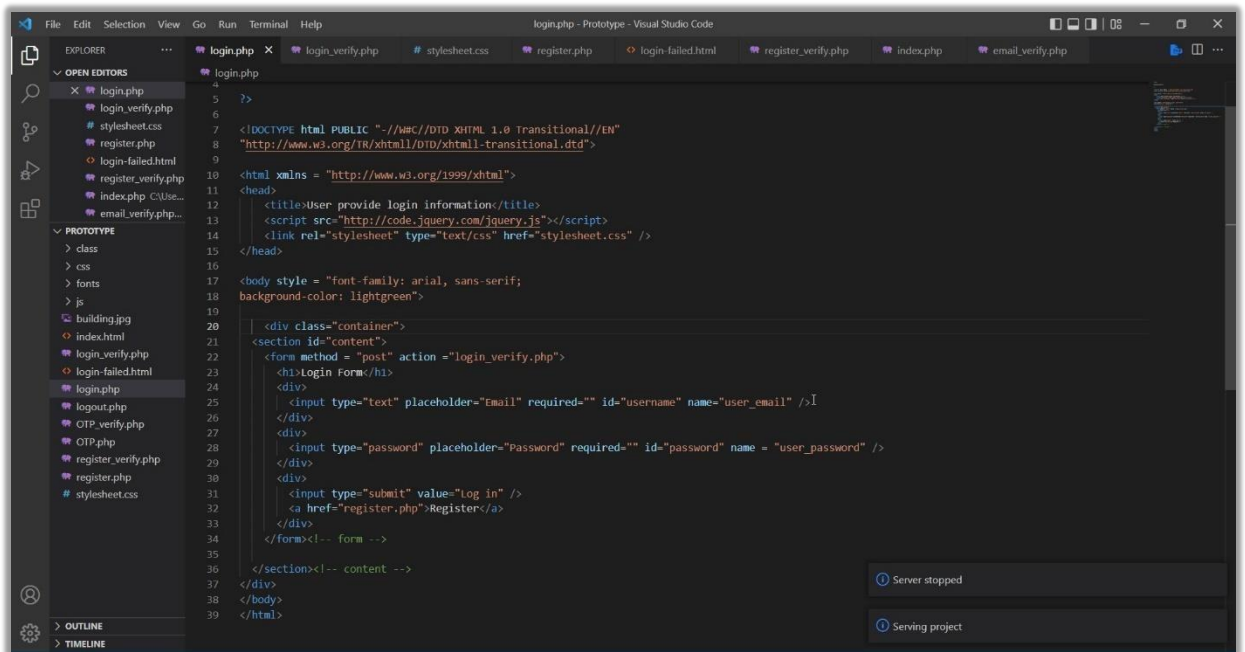 File Edit Selection View Go Run Terminal Help
login.php - Prototype - Visual Studio Code
EXPLORER
login.php
login_verify.php
stylesheet.css
register.php
login-failed.html
register_verify.php
index.php
email_verify.php
OPEN EDITORS
login.php
login_verify.php
stylesheet.css
register.php
login-failed.html
register_verify.php
index.php C:\Use...
email_verify.php...
PROTOTYPE
class
css
fonts
js
building.jpg
index.html
login_verify.php
login-failed.html
login.php
logout.php
OTP_verify.php
OTP.php
register_verify.php
register.php
stylesheet.css
OUTLINE
TIMELINE
login.php
4
5 ?>
6
7 <!DOCTYPE html PUBLIC "-//W#C//DTD XHTML 1.0 Transitional//EN"
8 "http://www.w3.org/TR/xhtmll/DTD/xhtmll-transitional.dtd">
9
10 <html xmlns = "http://www.w3.org/1999/xhtml">
11 <head>
12 <title>User provide login information</title>
13 <script src="http://code.jquery.com/jquery.js"></script>
14 <link rel="stylesheet" type="text/css" href="stylesheet.css" />
15 </head>
16
17 <body style = "font-family: arial, sans-serif;
18 background-color: lightgreen">
19
20 <div class="container">
21 <section id="content">
22 <form method = "post" action ="login_verify.php">
23 <h1>Login Form</h1>
24 <div>
25 <input type="text" placeholder="Email" required="" id="username" name="user_email" />
26 </div>
27 <div>
28 <input type="password" placeholder="Password" required="" id="password" name = "user_password" />
29 </div>
30 <div>
31 <input type="submit" value="Log in" />
32 <a href="register.php">Register</a>
33 </div>
34 </form><!-- form -->
35
36 </section><!-- content -->
37 </div>
38 </body>
39 </html>
Server stopped
Serving project